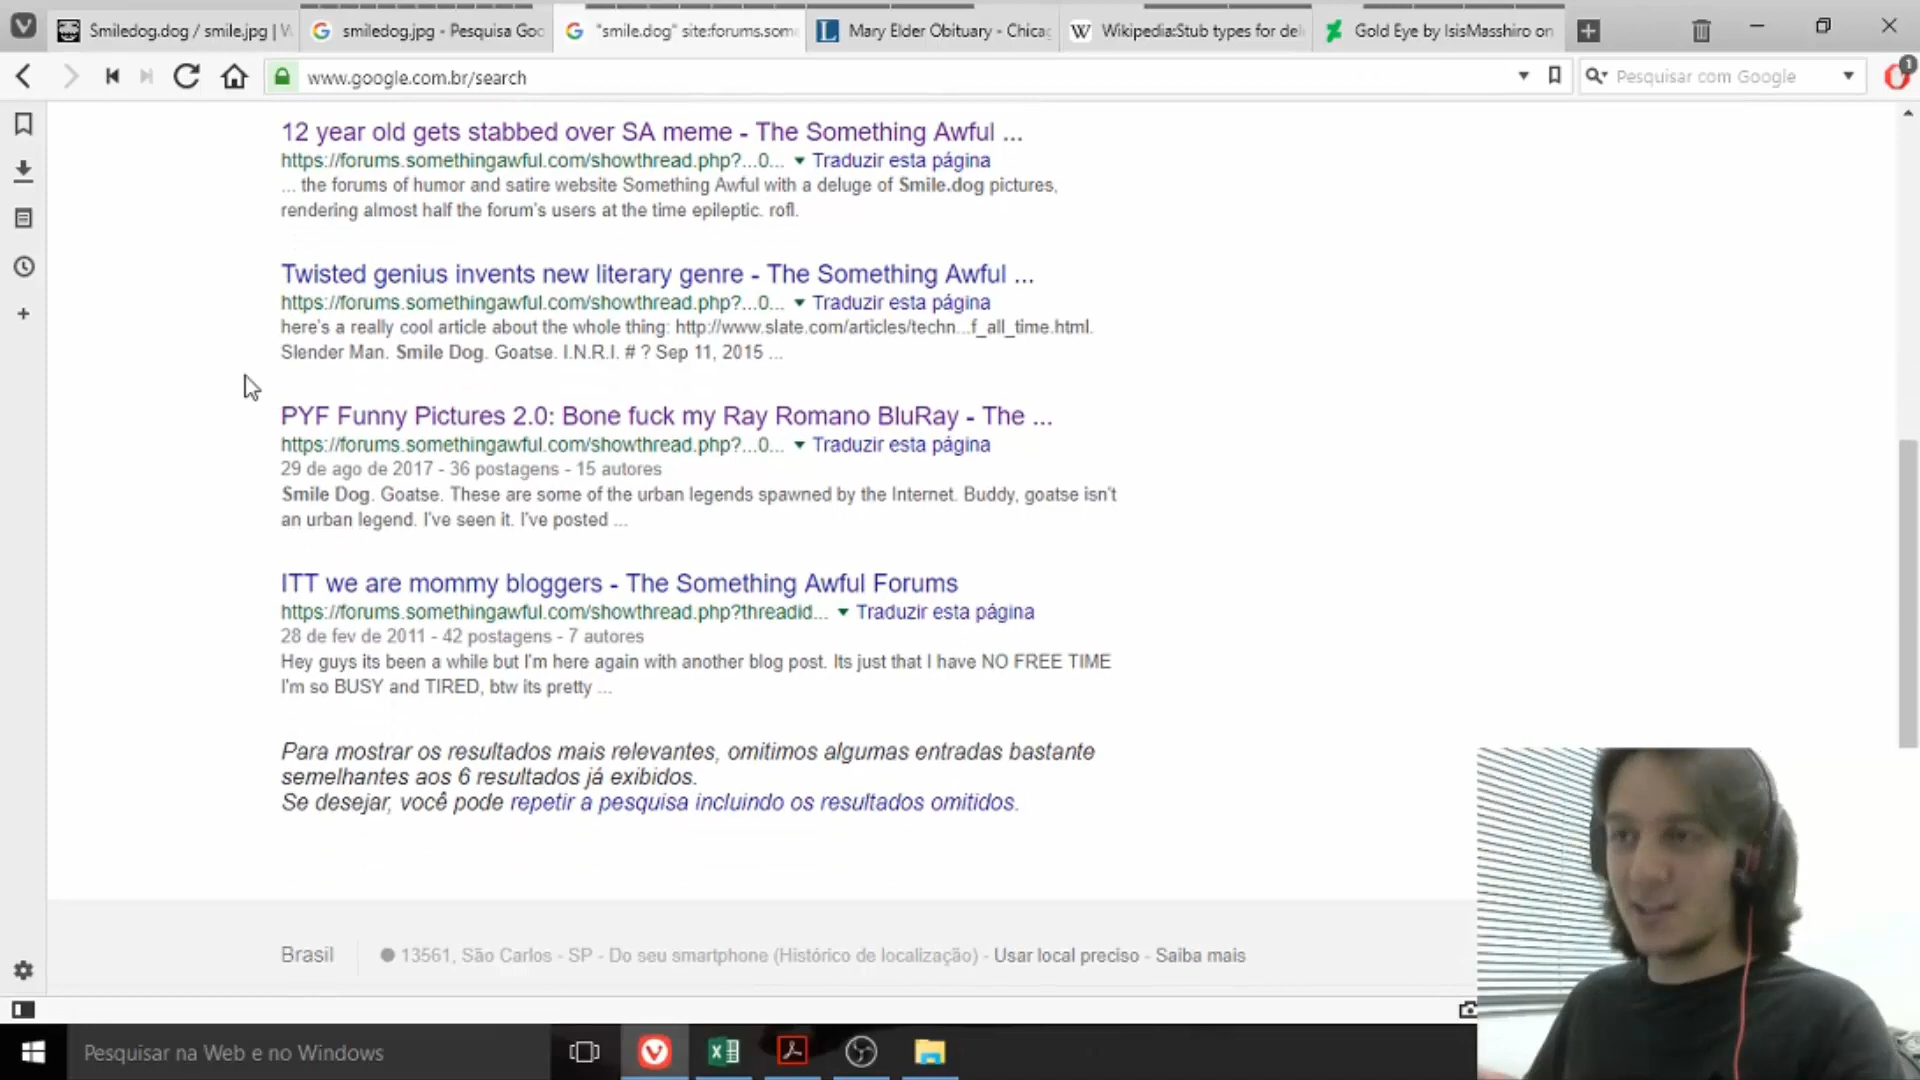 Smiledog.dog / smile.jpg | W
smiledog.jpg - Pesquisa Goo
"smile.dog" site:forums.som
Mary Elder Obituary - Chicag
Wikipedia:Stub types for del
Gold Eye by IsisMasshiro on
www.google.com.br/search
Pesquisar com Google
1
12 year old gets stabbed over SA meme - The Something Awful ...
https://forums.somethingawful.com/showthread.php?...0... Traduzir esta página
... the forums of humor and satire website Something Awful with a deluge of Smile.dog pictures,
rendering almost half the forum's users at the time epileptic. rofl.
Twisted genius invents new literary genre - The Something Awful ...
https://forums.somethingawful.com/showthread.php?...0... Traduzir esta página
here's a really cool article about the whole thing: http://www.slate.com/articles/techn...f_all_time.html.
Slender Man. Smile Dog. Goatse. I.N.R.I. # ? Sep 11, 2015 ...
PYF Funny Pictures 2.0: Bone fuck my Ray Romano BluRay - The ...
https://forums.somethingawful.com/showthread.php?...0... Traduzir esta página
29 de ago de 2017 - 36 postagens - 15 autores
Smile Dog. Goatse. These are some of the urban legends spawned by the Internet. Buddy, goatse isn't
an urban legend. I've seen it. I've posted ...
ITT we are mommy bloggers - The Something Awful Forums
https://forums.somethingawful.com/showthread.php?threadid... Traduzir esta página
28 de fev de 2011 - 42 postagens - 7 autores
Hey guys its been a while but I'm here again with another blog post. Its just that I have NO FREE TIME
I'm so BUSY and TIRED, btw its pretty ...
Para mostrar os resultados mais relevantes, omitimos algumas entradas bastante
semelhantes aos 6 resultados já exibidos.
Se desejar, você pode repetir a pesquisa incluindo os resultados omitidos.
Brasil
13561, São Carlos - SP - Do seu smartphone (Histórico de localização) - Usar local preciso - Saiba mais
Pesquisar na Web e no Windows